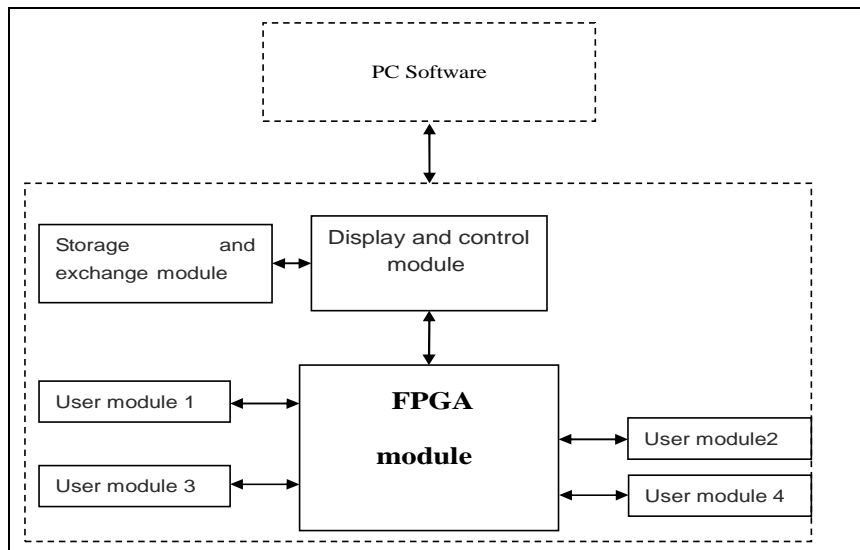 PC Software
Storage and
exchange module
Display and control
module
User module 1
FPGA
module
User module2
User module 3
User module 4